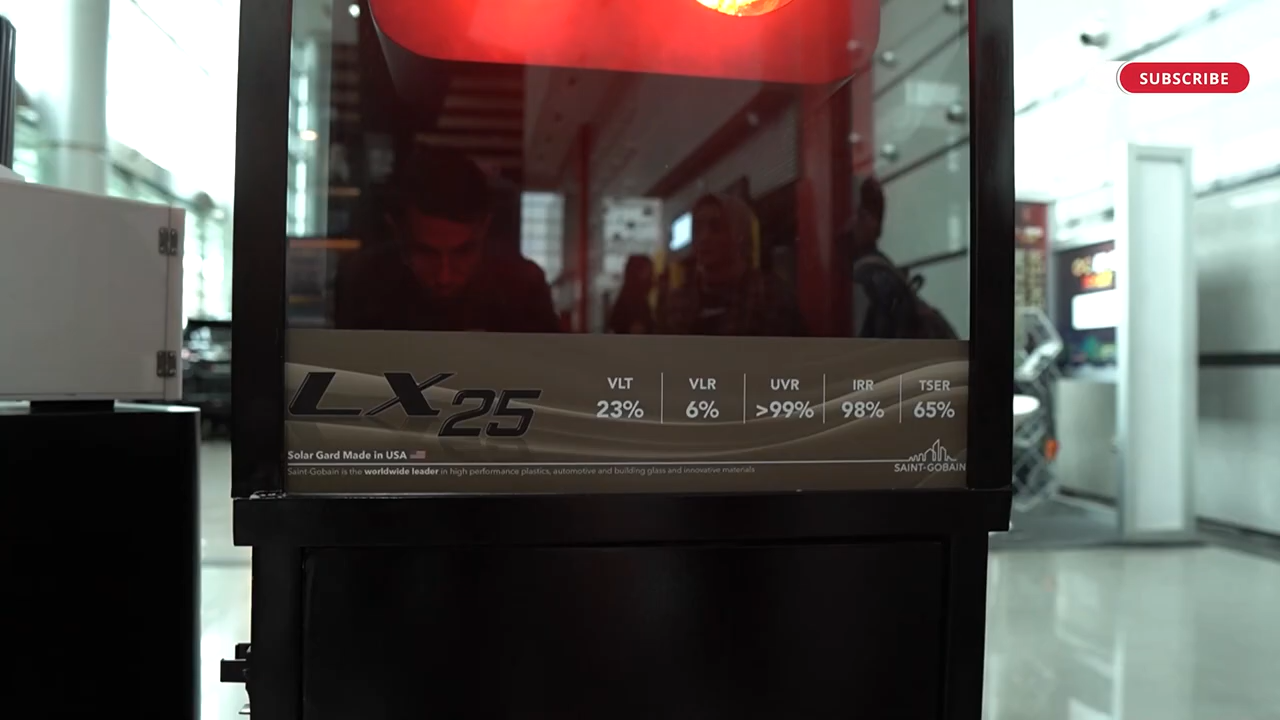 SUBSCRIBE
LX25
VLT VLR UVR IRR TSER
23% 6% >99% 98% 65%
Solar Gard Made in USA
Saint-Gobain is the worldwide leader in high performance plastics, automotive and building glass and innovative materials
SAINT-GOBAIN